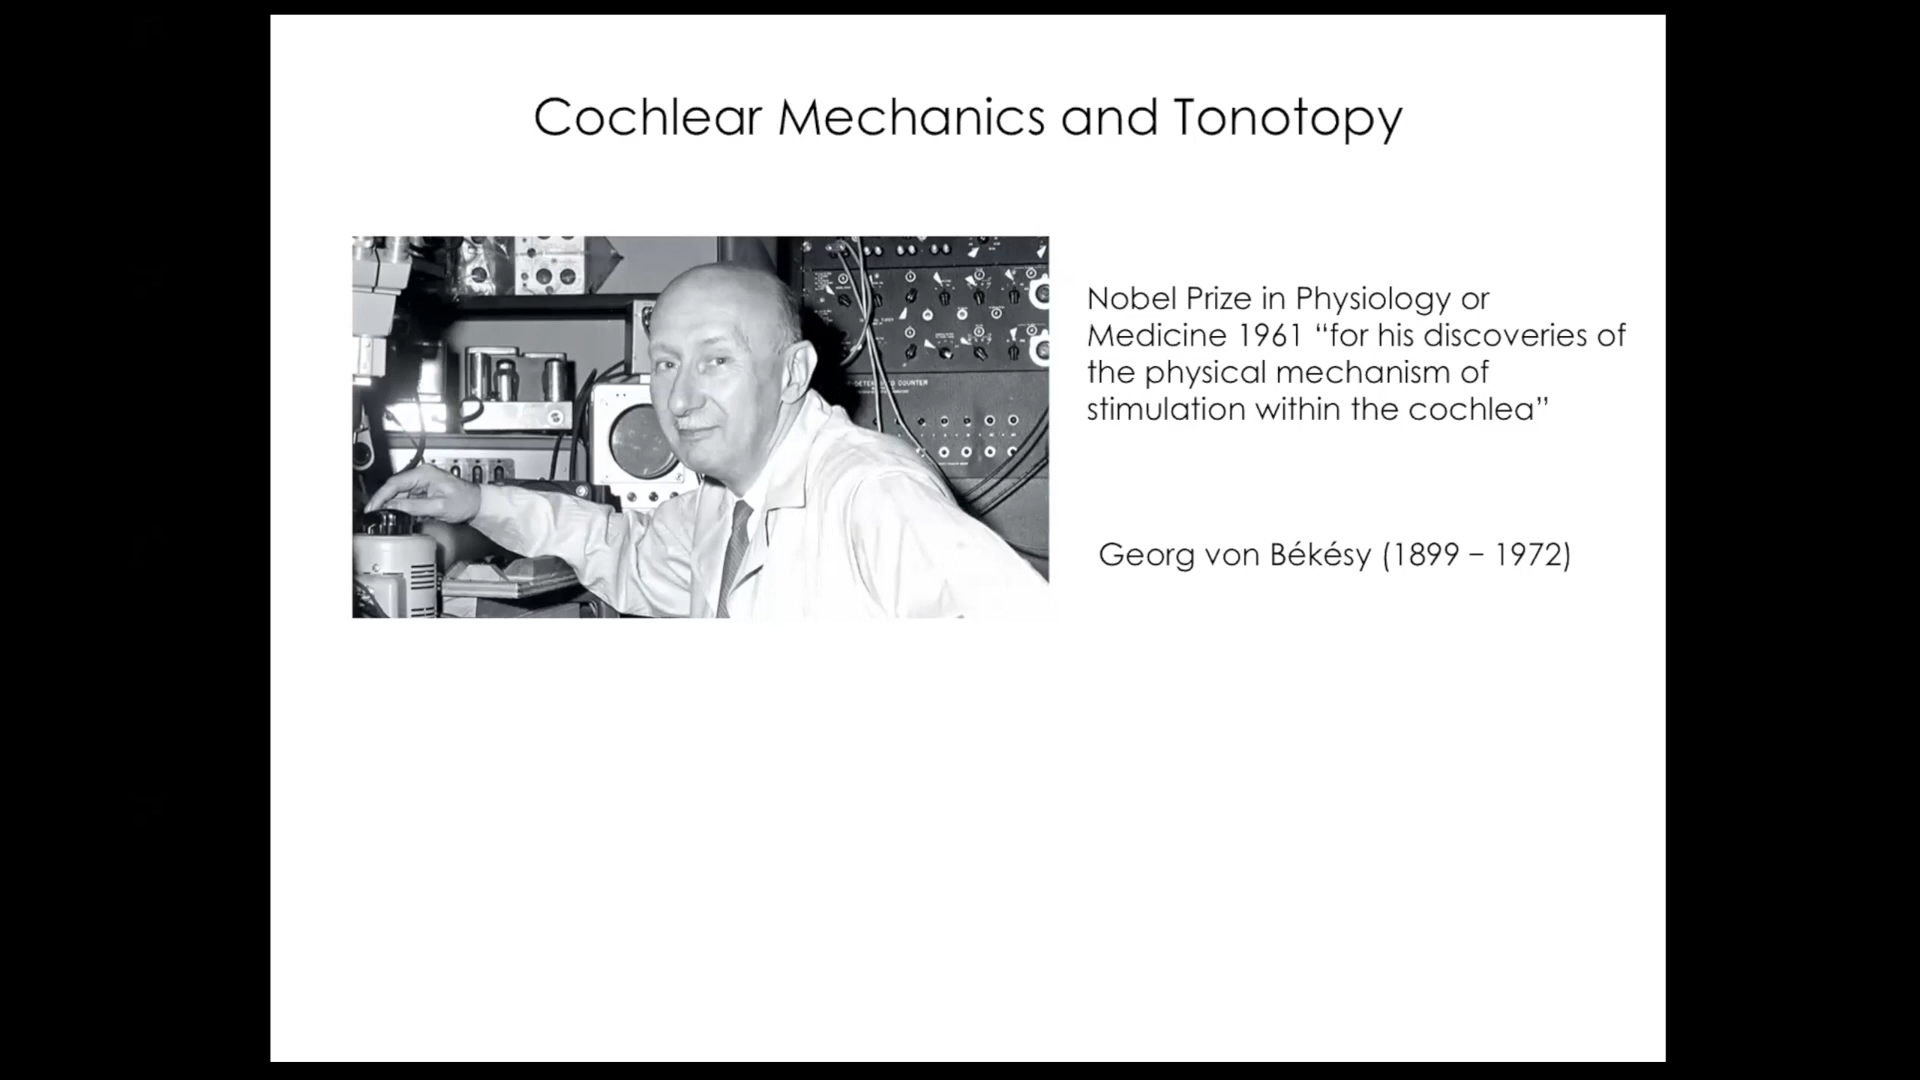 Cochlear Mechanics and Tonotopy
Nobel Prize in Physiology or
Medicine 1961 “for his discoveries of
the physical mechanism of
stimulation within the cochlea”
Georg von Békésy (1899 – 1972)
COUNTER